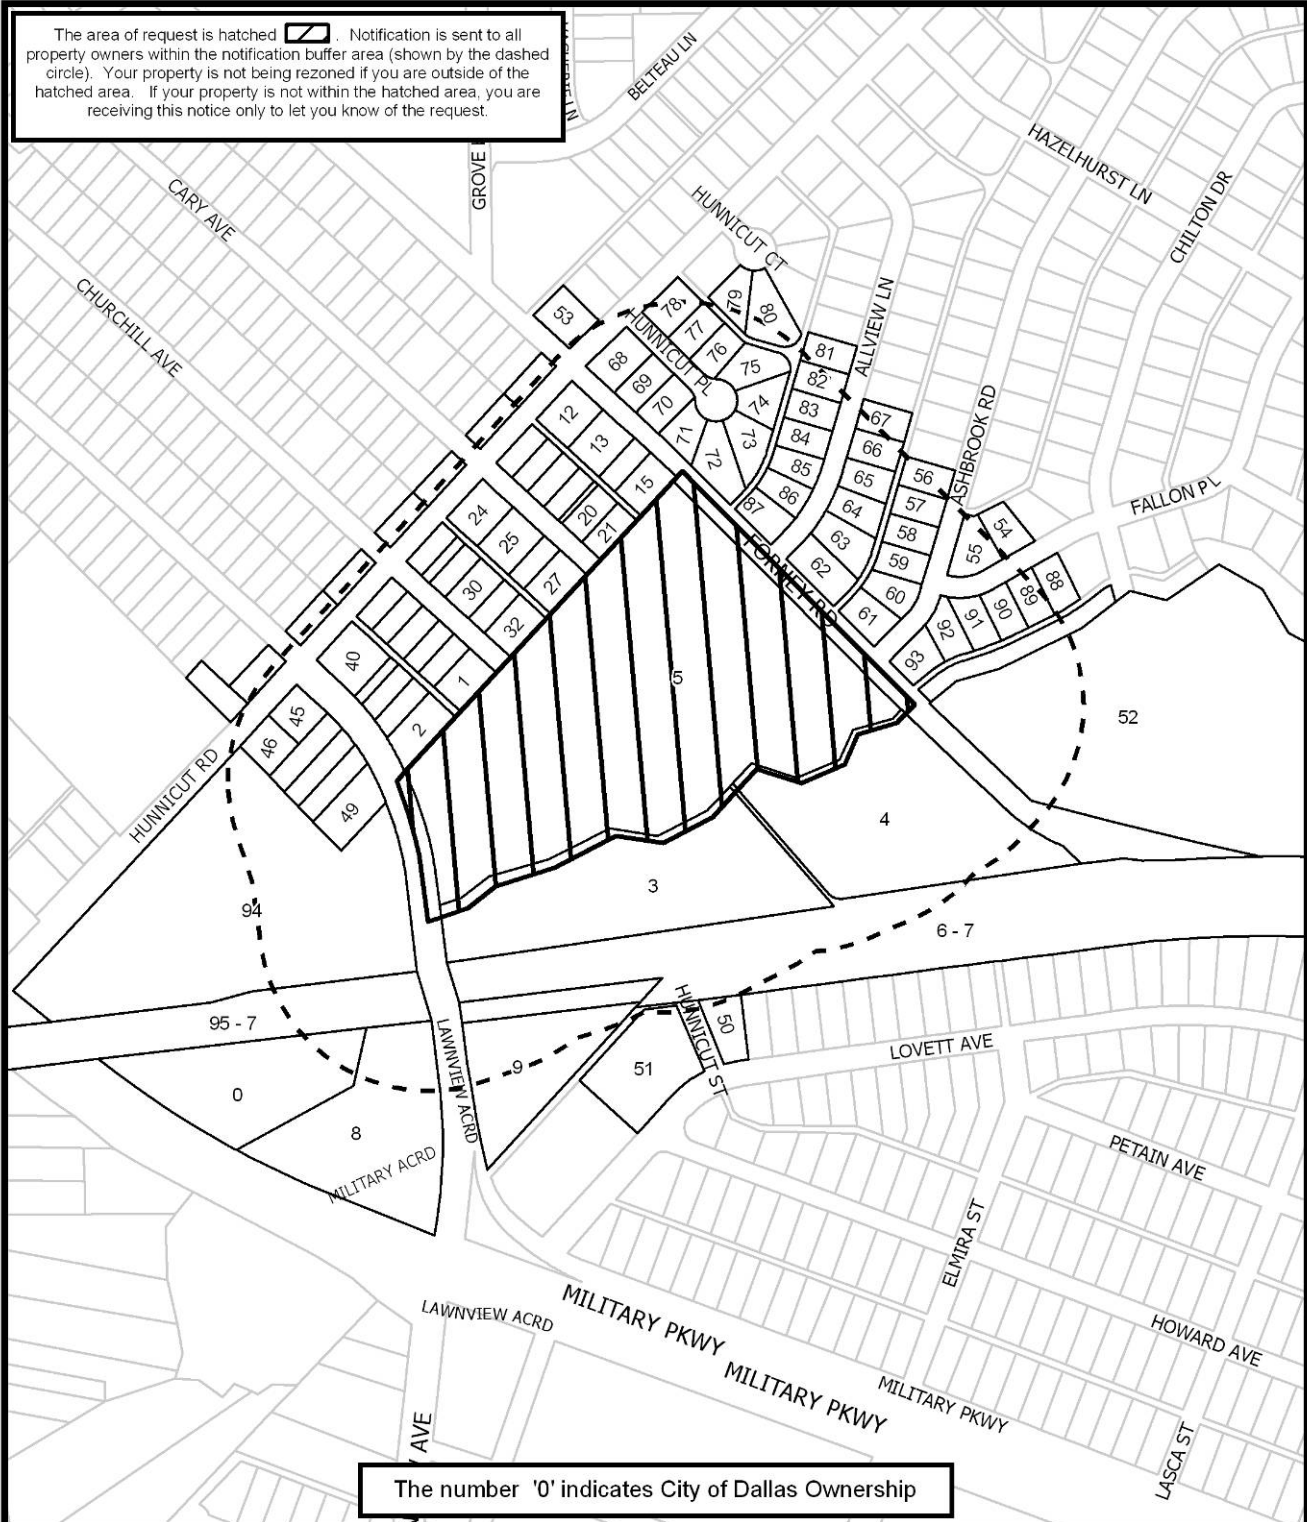 The area of request is hatched . Notification is sent to all
property owners within the notification buffer area (shown by the dashed
circle). Your property is not being rezoned if you are outside of the
hatched area. If your property is not within the hatched area, you are
receiving this notice only to let you know of the request.
BELTEAU LN
GROVE
HAZELHURST LN
CHILTON DR
CARY AVE
HUNNICUT CT
CHURCHILL AVE
ALLVIEW LN
53
78
79
80
HUNNICUT PL
77
76
75
81
82
68
69
70
74
83
67
12
13
71
72
73
84
66
ASHBROOK RD
FALLON PL
85
65
56
15
86
87
64
57
54
24
20
21
63
58
55
25
FORNEY RD
62
59
88
30
27
60
89
32
61
90
91
92
93
40
1
5
2
45
46
49
52
HUNNICUT RD
4
3
94
6 - 7
95 - 7
HUNNICUT ST
50
LOVETT AVE
LAWNVIEW ACRD
9
51
0
8
MILITARY ACRD
PETAIN AVE
ELMIRA ST
MILITARY PKWY
LAWNVIEW ACRD
HOWARD AVE
MILITARY PKWY
MILITARY PKWY
LASCA ST
AVE
The number '0' indicates City of Dallas Ownership